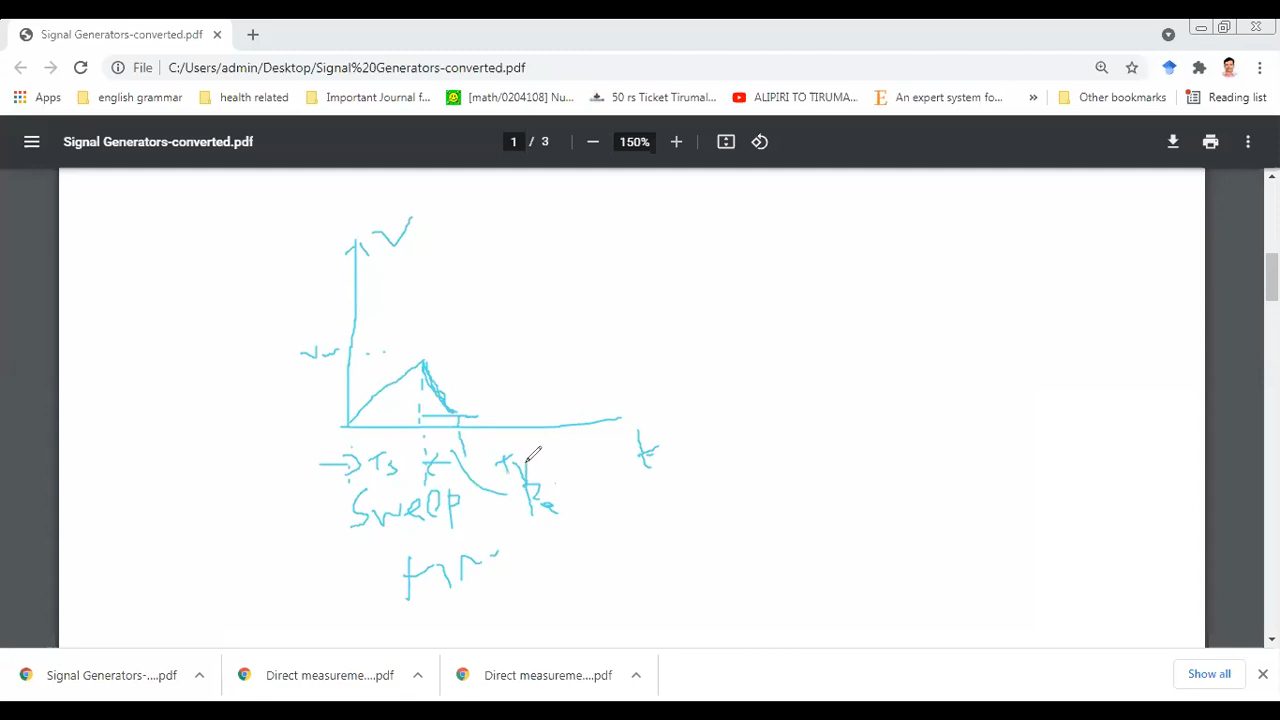 Signal Generators-converted.pdf
File C:/Users/admin/Desktop/Signal%20Generators-converted.pdf
Apps english grammar health related Important Journal f... [math/0204108] Nu... 50 rs Ticket Tirumal... ALIPIRI TO TIRUMA... An expert system fo... » Other bookmarks Reading list
Signal Generators-converted.pdf 1 / 3 150%
V
t
Ts
Sweep
Signal Generators-....pdf Direct measureme....pdf Direct measureme....pdf Show all